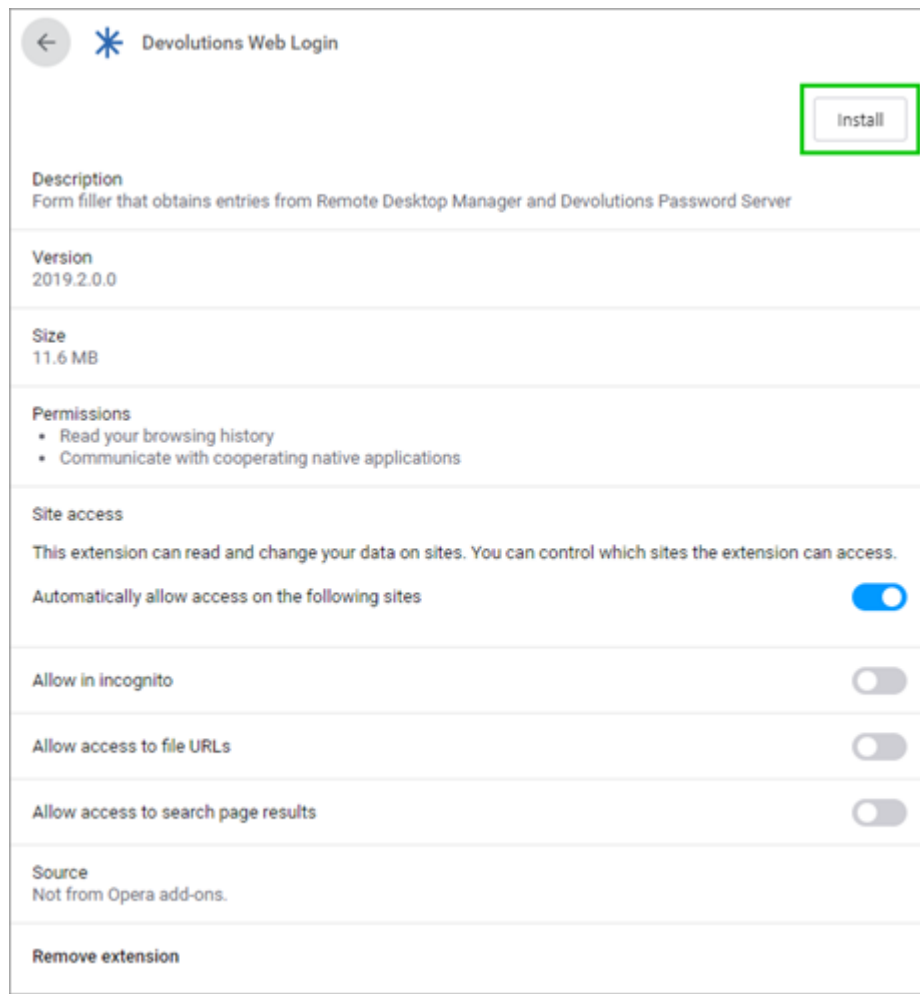 Devolutions Web Login
Install
Description
Form filler that obtains entries from Remote Desktop Manager and Devolutions Password Server
Version
2019.2.0.0
Size
11.6 MB
Permissions
• Read your browsing history
• Communicate with cooperating native applications
Site access
This extension can read and change your data on sites. You can control which sites the extension can access.
Automatically allow access on the following sites
Allow in incognito
Allow access to file URLs
Allow access to search page results
Source
Not from Opera add-ons.
Remove extension